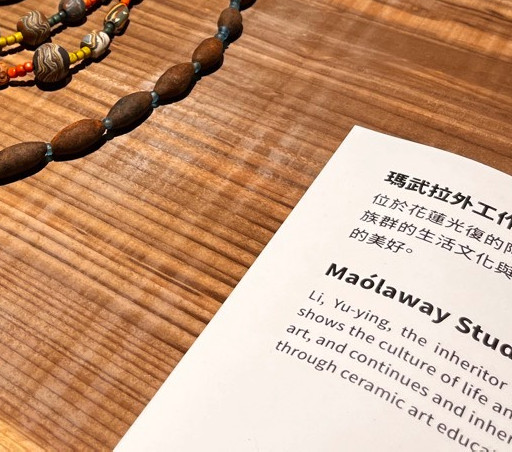 瑪武拉外工作
位於花蓮光復的阿
族群的生活文化與
的美好。
Maólaway Stud
Li, Yu-ying, the inheritor
shows the culture of life an
art, and continues and inher
through ceramic art educa